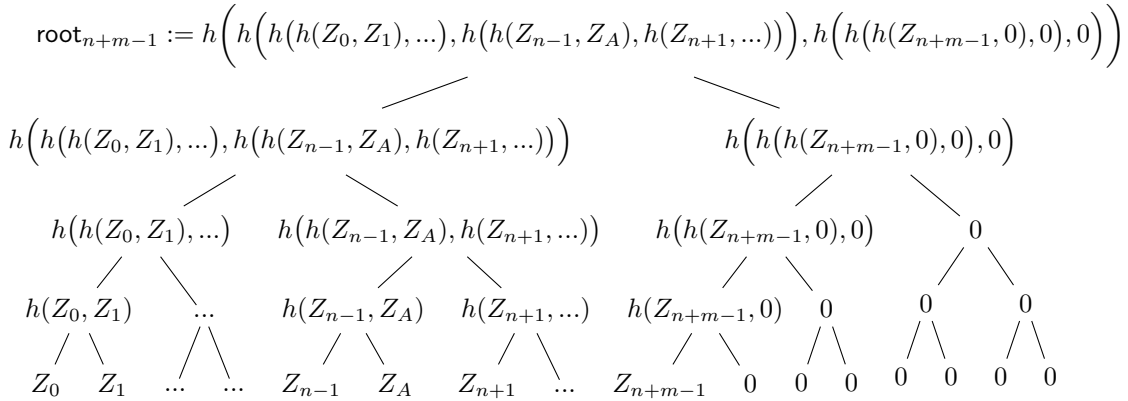 root_{n+m−1} := h(h(h(h(Z_0, Z_1), ...), h(h(Z_{n−1}, Z_A), h(Z_{n+1}, ...))), h(h(h(Z_{n+m−1}, 0), 0), 0))
h(h(h(Z_0, Z_1), ...), h(h(Z_{n−1}, Z_A), h(Z_{n+1}, ...))) h(h(h(Z_{n+m−1}, 0), 0), 0)
h(h(Z_0, Z_1), ...) h(h(Z_{n−1}, Z_A), h(Z_{n+1}, ...)) h(h(Z_{n+m−1}, 0), 0) 0
h(Z_0, Z_1) ... h(Z_{n−1}, Z_A) h(Z_{n+1}, ...) h(Z_{n+m−1}, 0) 0 0 0
Z_0 Z_1 ... ... Z_{n−1} Z_A Z_{n+1} ... Z_{n+m−1} 0 0 0 0 0 0 0